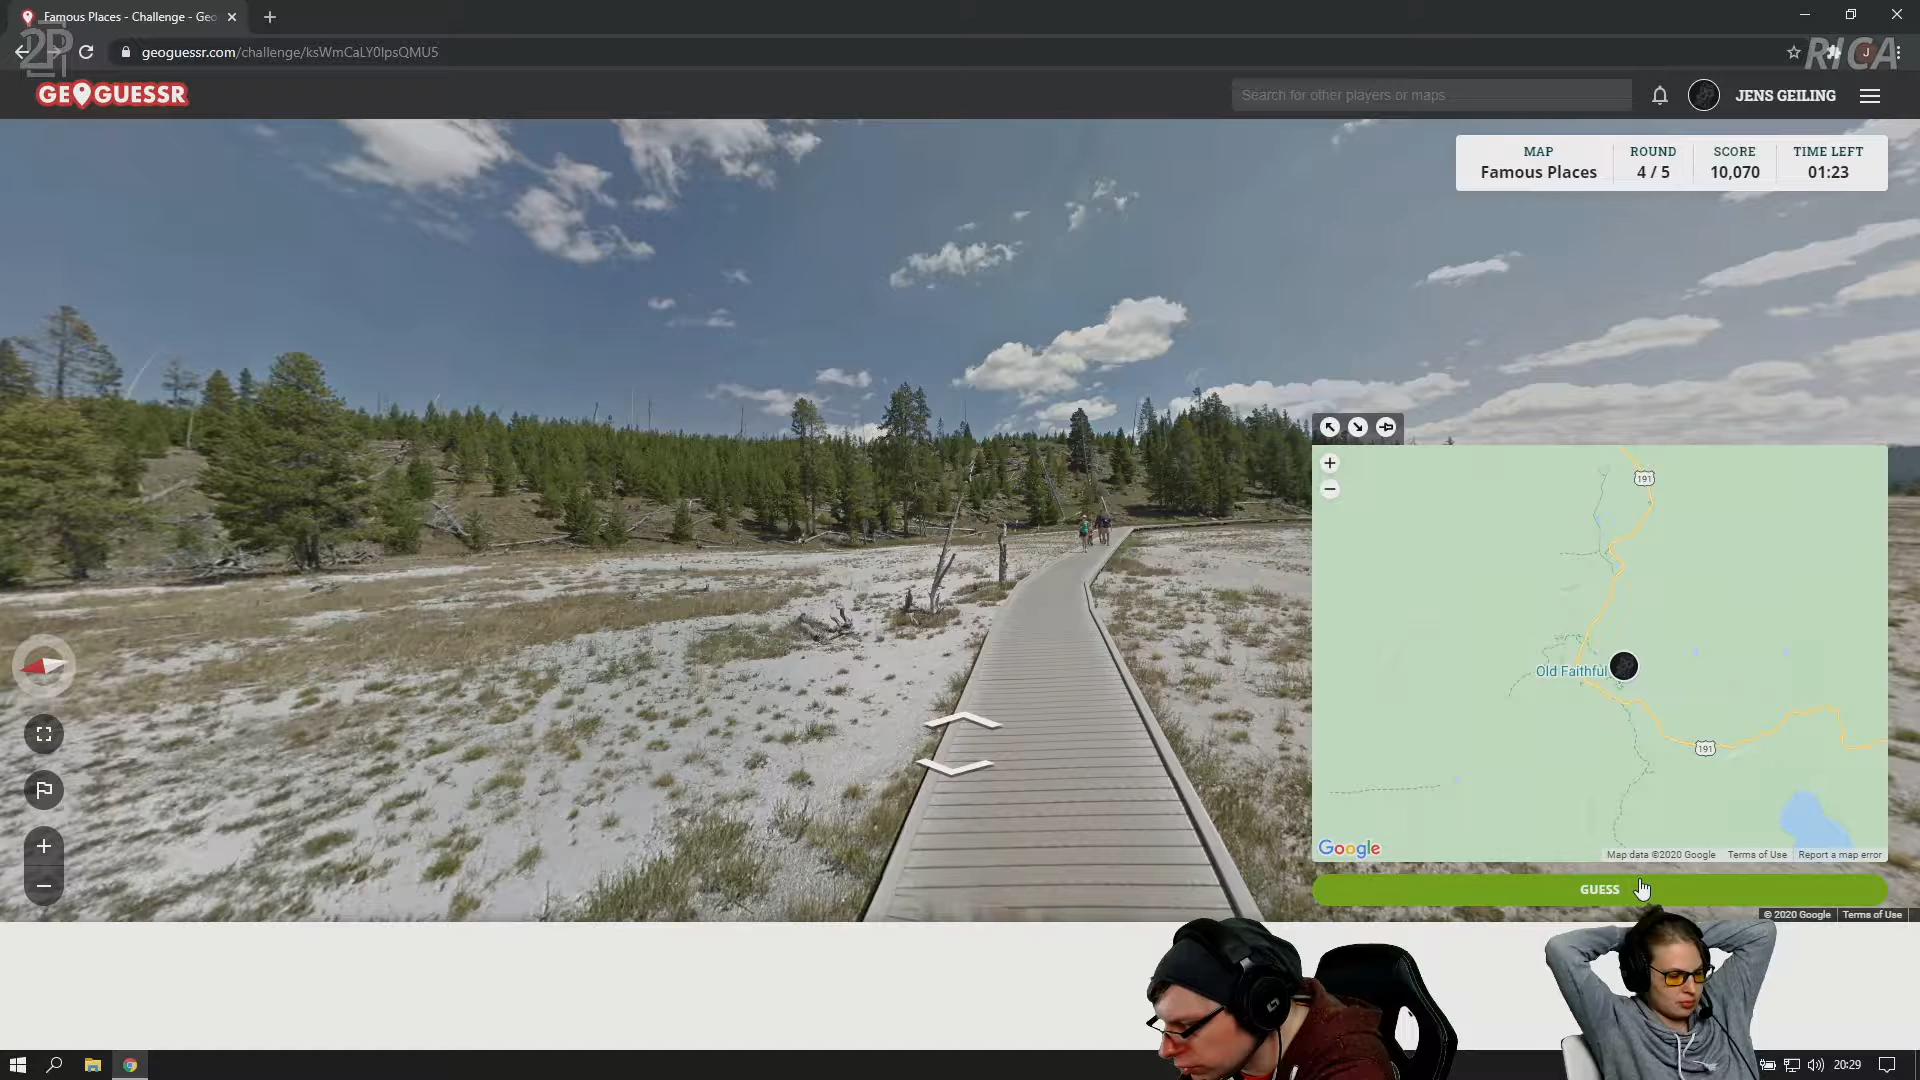 Famous Places - Challenge - Geo
2P
geoguessr.com/challenge/ksWmCaLY0lpsQMU5
J
RICA
GEOGUESSR
Search for other players or maps
JENS GEILING
MAP
Famous Places
ROUND
4 / 5
SCORE
10,070
TIME LEFT
01:23
191
Old Faithful
191
Google
Map data ©2020 Google
Terms of Use
Report a map error
GUESS
© 2020 Google
Terms of Use
20:29